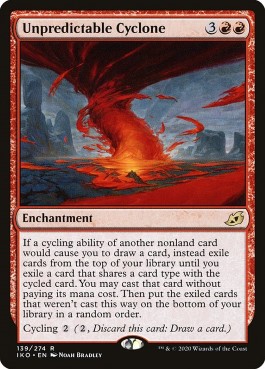 Unpredictable Cyclone 3
Enchantment
If a cycling ability of another nonland card
would cause you to draw a card, instead exile
cards from the top of your library until you
exile a card that shares a card type with the
cycled card. You may cast that card without
paying its mana cost. Then put the exiled cards
that weren't cast this way on the bottom of
your library in a random order.
Cycling 2 (2, Discard this card: Draw a card.)
139/274 R
IKO • EN NOAH BRADLEY
™ & © 2020 Wizards of the Coast